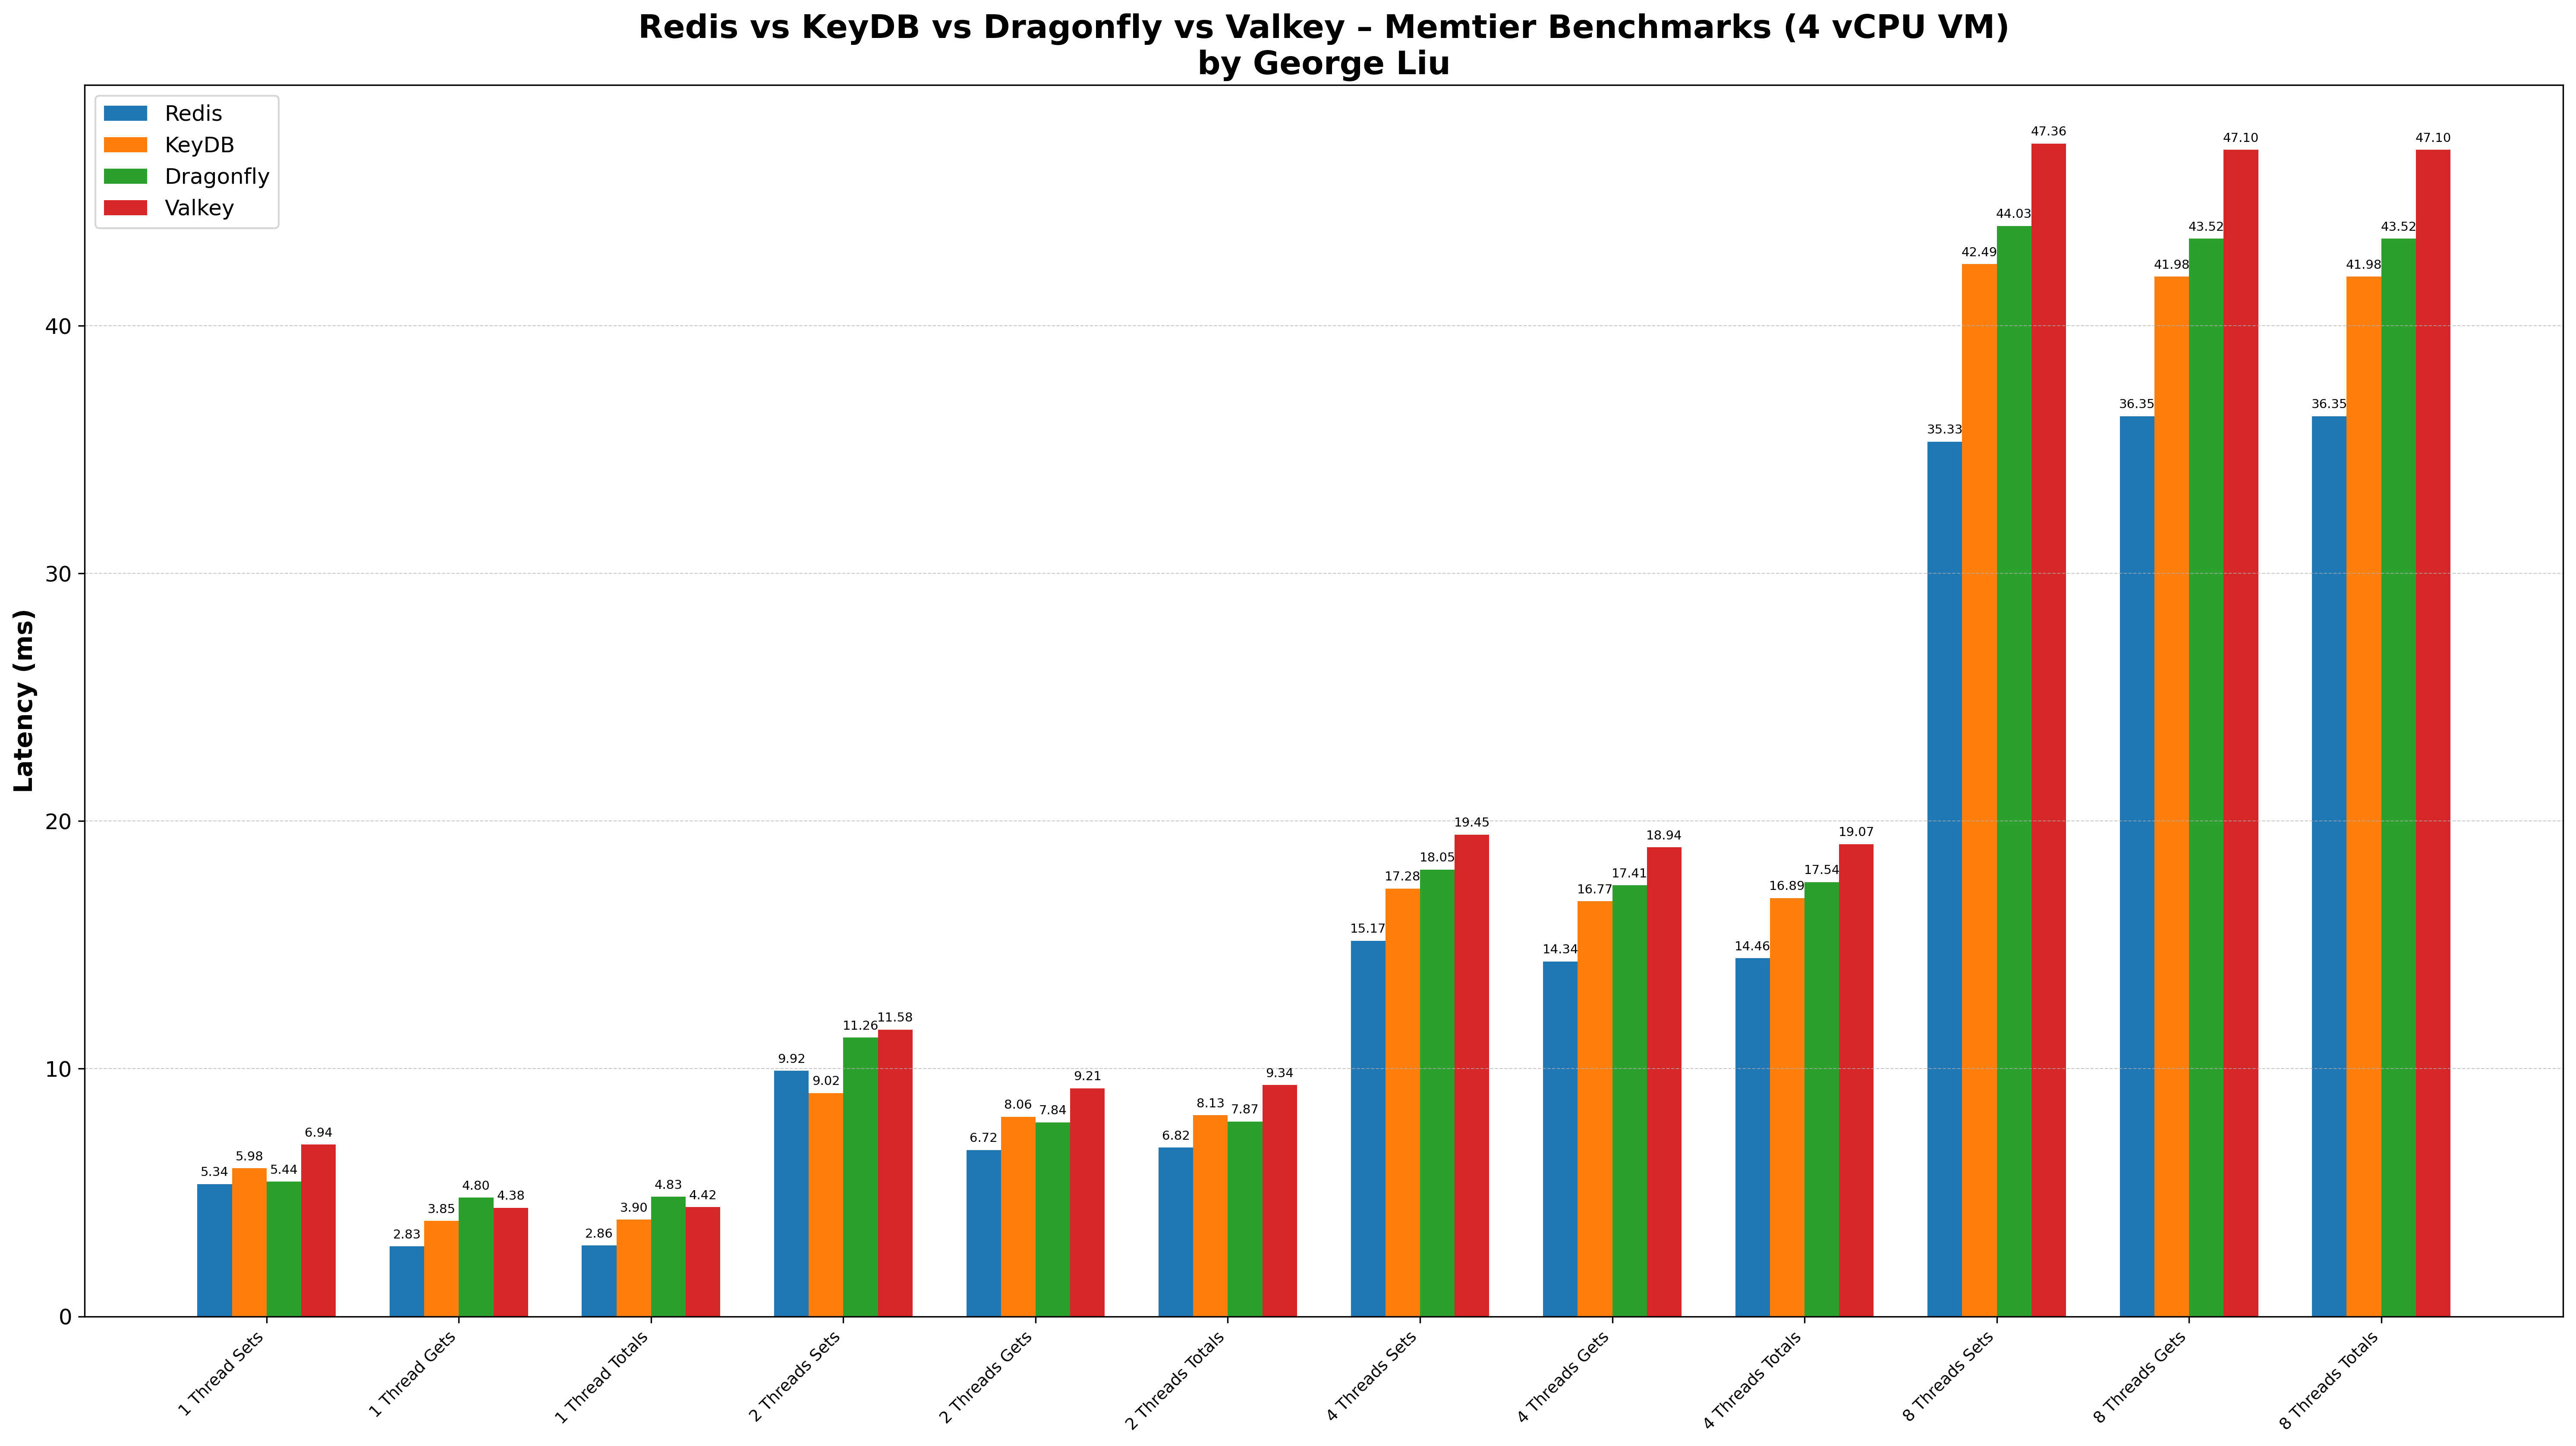 Redis vs KeyDB vs Dragonfly vs Valkey – Memtier Benchmarks (4 vCPU VM)
by George Liu
Redis
KeyDB
Dragonfly
Valkey
Latency (ms)
40
30
20
10
0
5.34
5.98
5.44
6.94
2.83
3.85
4.80
4.38
2.86
3.90
4.83
4.42
9.92
9.02
11.26
11.58
6.72
8.06
7.84
9.21
6.82
8.13
7.87
9.34
15.17
17.28
18.05
19.45
14.34
16.77
17.41
18.94
14.46
16.89
17.54
19.07
35.33
42.49
44.03
47.36
36.35
41.98
43.52
47.10
36.35
41.98
43.52
47.10
1 Thread Sets
1 Thread Gets
1 Thread Totals
2 Threads Sets
2 Threads Gets
2 Threads Totals
4 Threads Sets
4 Threads Gets
4 Threads Totals
8 Threads Sets
8 Threads Gets
8 Threads Totals